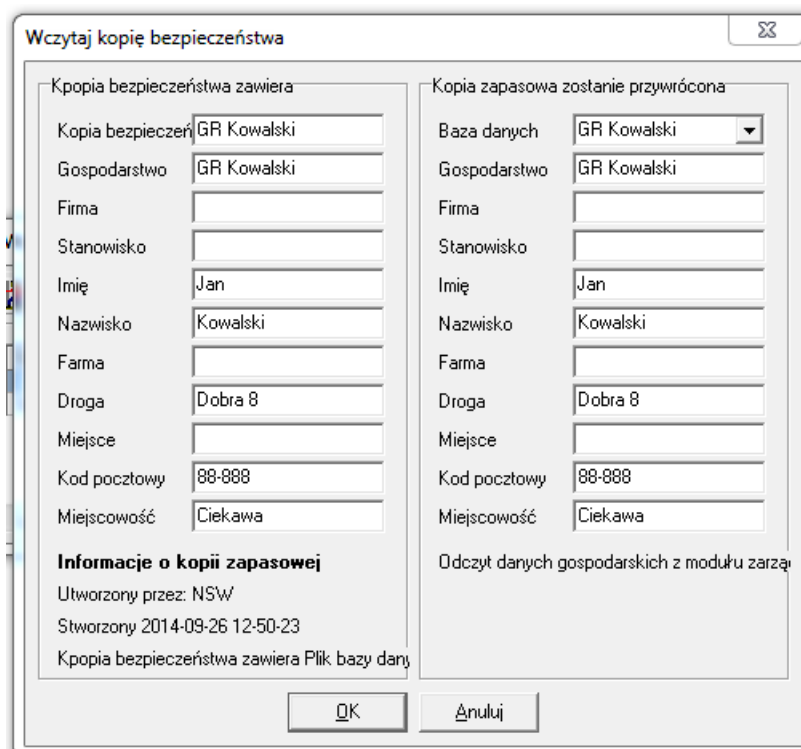 Wczytaj kopię bezpieczeństwa
Kpopia bezpieczeństwa zawiera
Kopia bezpieczeń GR Kowalski
Gospodarstwo GR Kowalski
Firma
Stanowisko
Imię Jan
Nazwisko Kowalski
Farma
Droga Dobra 8
Miejsce
Kod pocztowy 88-888
Miejscowość Ciekawa
Informacje o kopii zapasowej
Utworzony przez: NSW
Stworzony 2014-09-26 12-50-23
Kpopia bezpieczeństwa zawiera Plik bazy dany
Kopia zapasowa zostanie przywrócona
Baza danych GR Kowalski
Gospodarstwo GR Kowalski
Firma
Stanowisko
Imię Jan
Nazwisko Kowalski
Farma
Droga Dobra 8
Miejsce
Kod pocztowy 88-888
Miejscowość Ciekawa
Odczyt danych gospodarskich z modułu zarzą
OK Anuluj